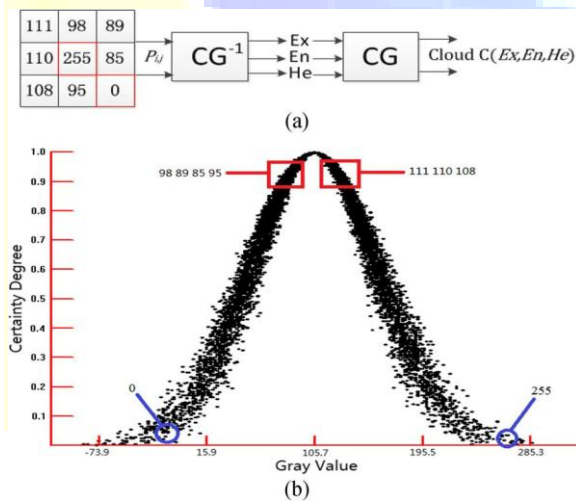 111 98 89
110 255 85
108 95 0
Pi,j
CG-1
Ex
En
He
CG
Cloud C(Ex,En,He)
(a)
Certainty Degree
1.0
0.9
0.8
0.7
0.6
0.5
0.4
0.3
0.2
0.1
98 89 85 95
111 110 108
0
255
-73.9 15.9 105.7 195.5 285.3
Gray Value
(b)